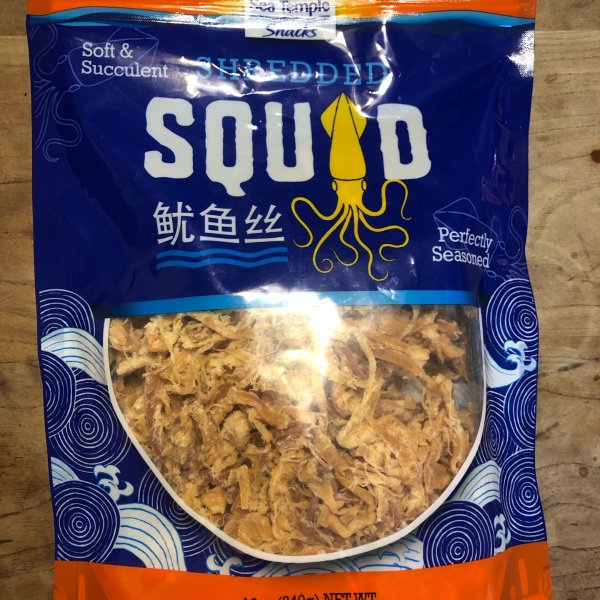 Sea Temple
Snacks
Soft &
Succulent
SHREDDED
SQUID
鱿鱼丝
Perfectly
Seasoned
NET WT